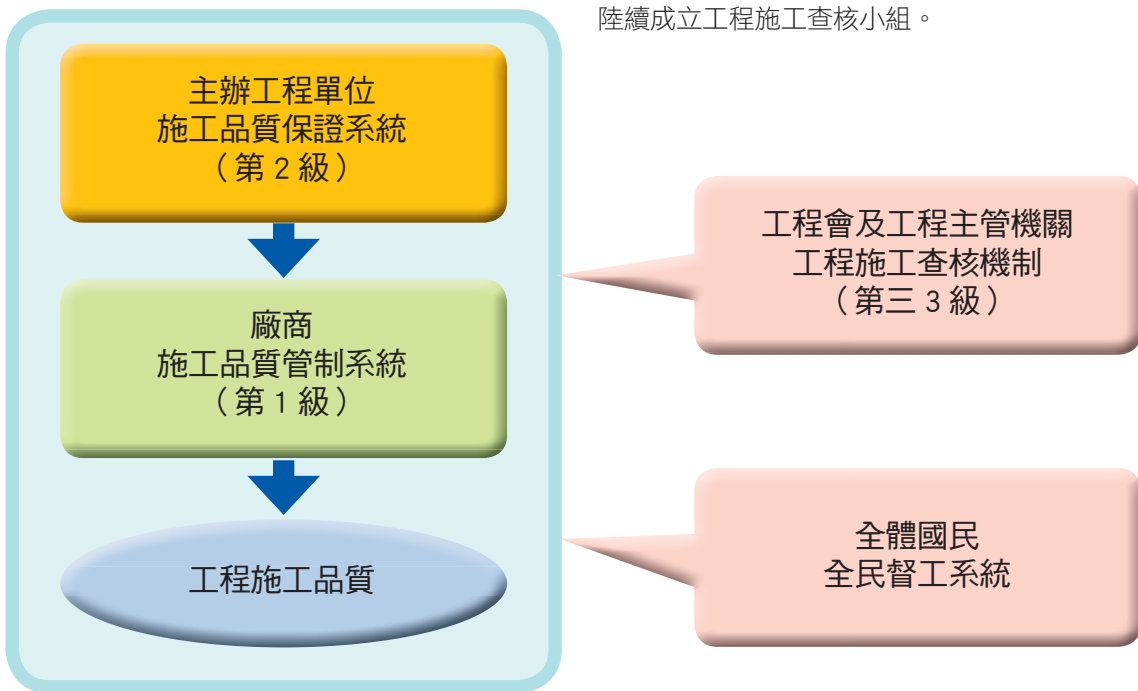 陸續成立工程施工查核小組。
主辦工程單位
施工品質保證系統
（第 2 級）
廠商
施工品質管制系統
（第 1 級）
工程施工品質
工程會及工程主管機關
工程施工查核機制
（第三 3 級）
全體國民
全民督工系統